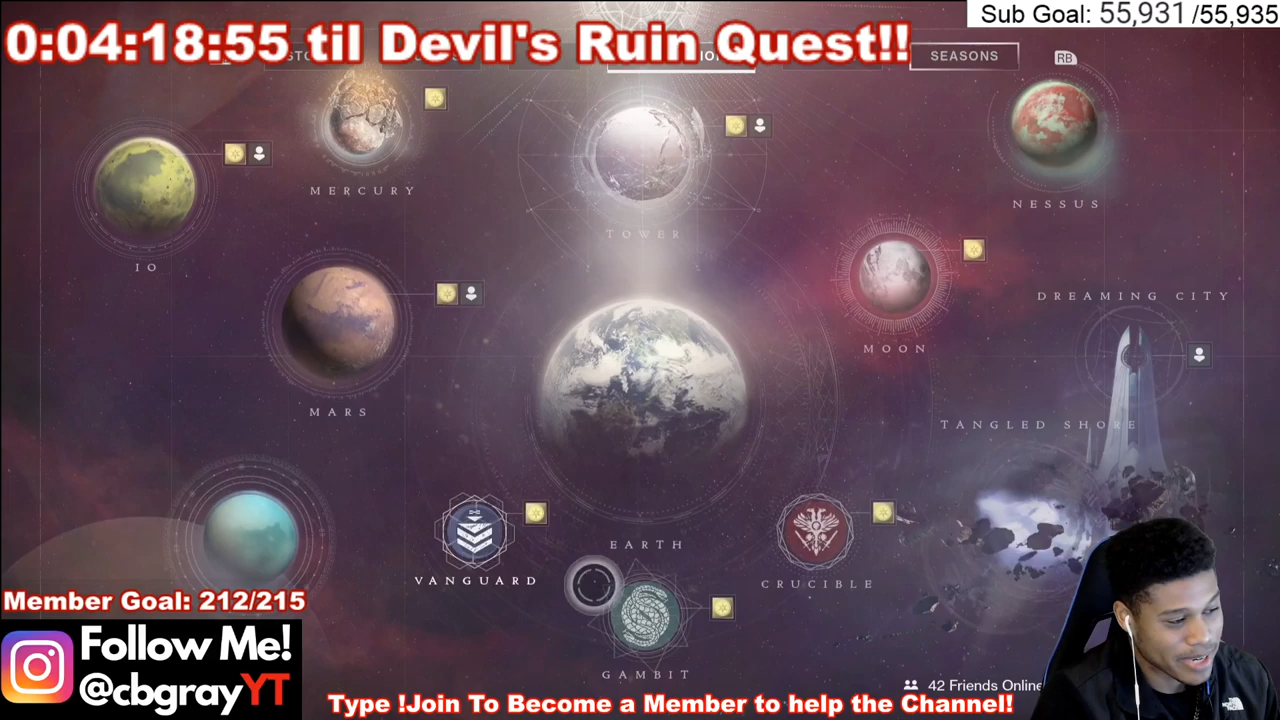 Sub Goal: 55,931 /55,935
0:04:18:55 til Devil's Ruin Quest!!
SEASONS
RB
MERCURY
NESSUS
TOWER
IO
DREAMING CITY
MOON
MARS
TANGLED SHORE
EARTH
VANGUARD
CRUCIBLE
Member Goal: 212/215
Follow Me!
@cbgrayYT
GAMBIT
42 Friends Online
Type !Join To Become a Member to help the Channel!